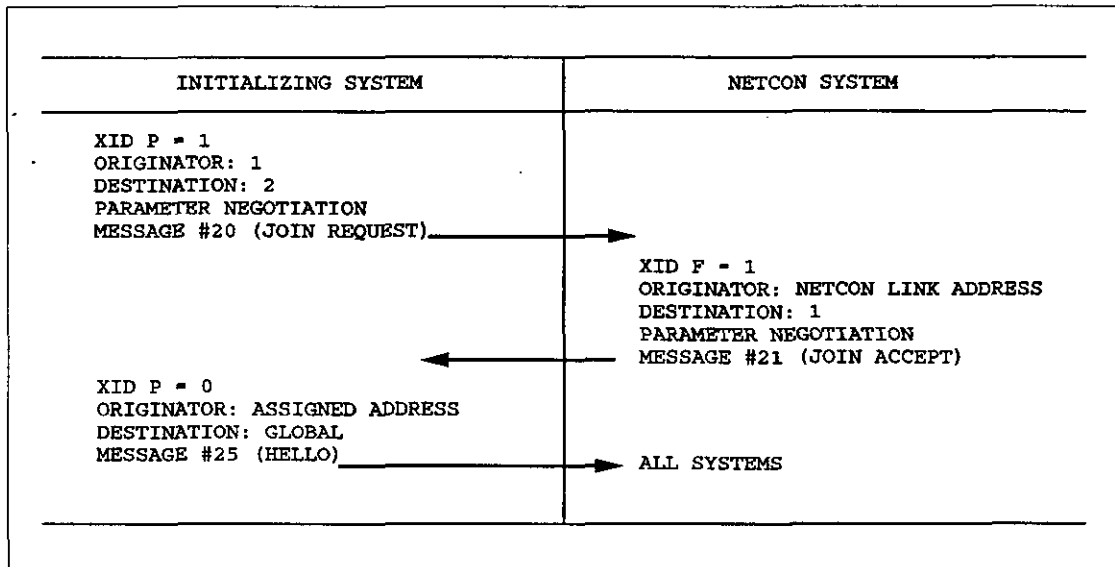 INITIALIZING SYSTEM
NETCON SYSTEM
XID P = 1
ORIGINATOR: 1
DESTINATION: 2
PARAMETER NEGOTIATION
MESSAGE #20 (JOIN REQUEST)
XID F = 1
ORIGINATOR: NETCON LINK ADDRESS
DESTINATION: 1
PARAMETER NEGOTIATION
MESSAGE #21 (JOIN ACCEPT)
XID P = 0
ORIGINATOR: ASSIGNED ADDRESS
DESTINATION: GLOBAL
MESSAGE #25 (HELLO)
ALL SYSTEMS